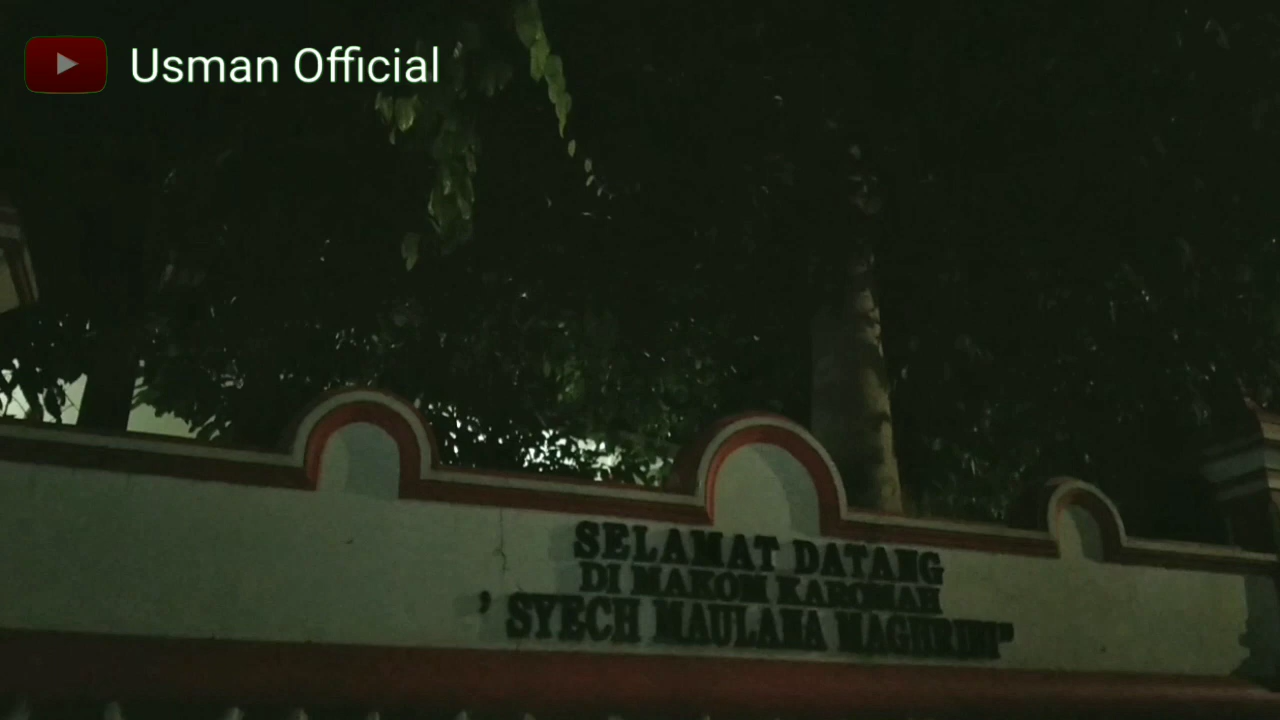 Usman Official
SELAMAT DATANG
DI MAKOM KAROMAH
, SYECH MAULANA MAGHRIBI"